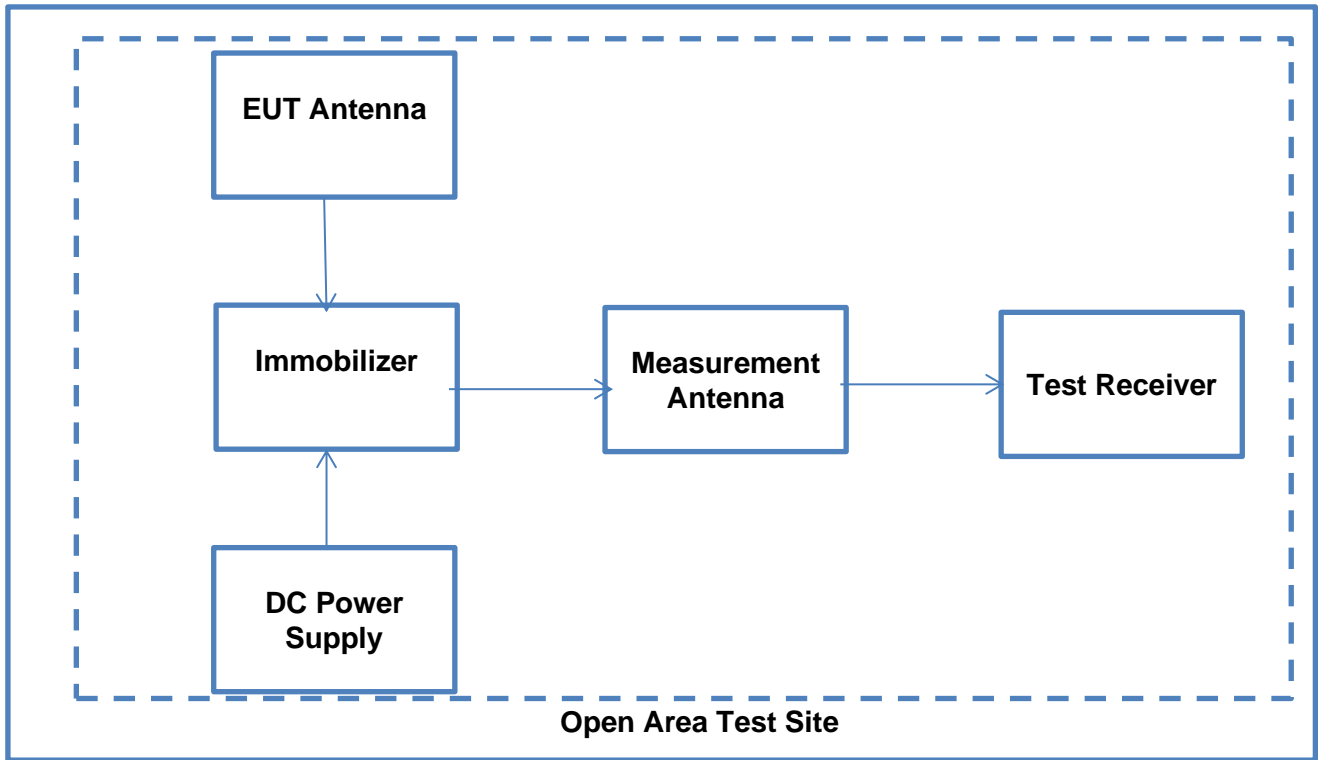 EUT Antenna
Immobilizer
Measurement
Antenna
Test Receiver
DC Power
Supply
Open Area Test Site